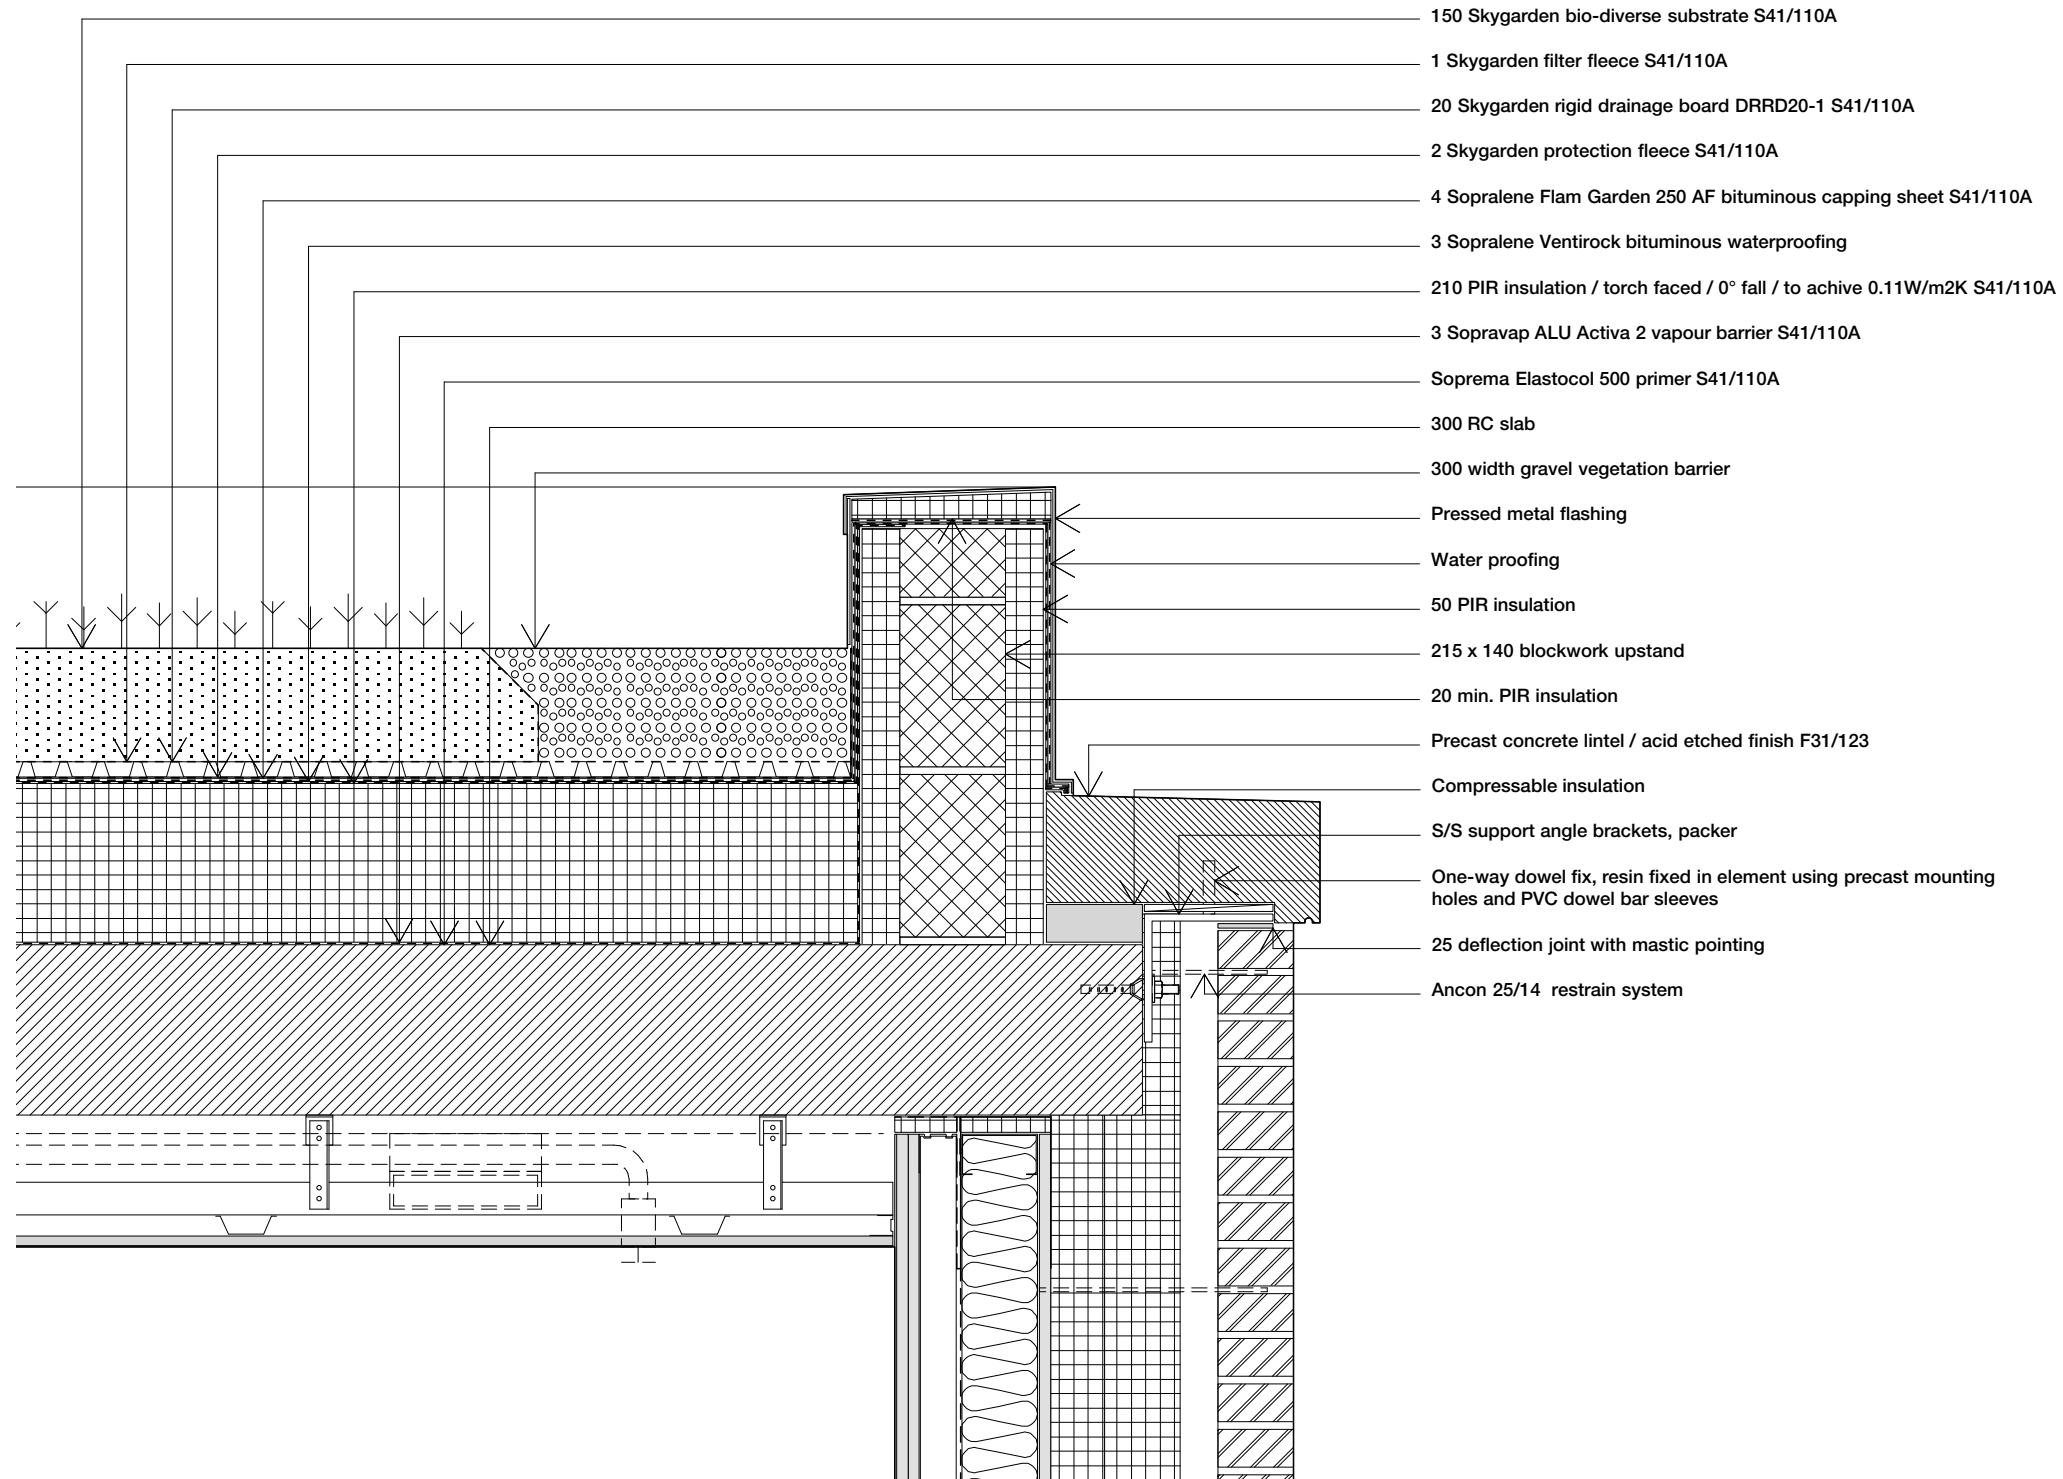 150 Skygarden bio-diverse substrate S41/110A
1 Skygarden filter fleece S41/110A
20 Skygarden rigid drainage board DRRD20-1 S41/110A
2 Skygarden protection fleece S41/110A
4 Sopralene Flam Garden 250 AF bituminous capping sheet S41/110A
3 Sopralene Ventirock bituminous waterproofing
210 PIR insulation / torch faced / 0° fall / to achive 0.11W/m2K S41/110A
3 Sopravap ALU Activa 2 vapour barrier S41/110A
Soprema Elastocol 500 primer S41/110A
300 RC slab
300 width gravel vegetation barrier
Pressed metal flashing
Water proofing
50 PIR insulation
215 x 140 blockwork upstand
20 min. PIR insulation
Precast concrete lintel / acid etched finish F31/123
Compressable insulation
S/S support angle brackets, packer
One-way dowel fix, resin fixed in element using precast mounting
holes and PVC dowel bar sleeves
25 deflection joint with mastic pointing
Ancon 25/14 restrain system